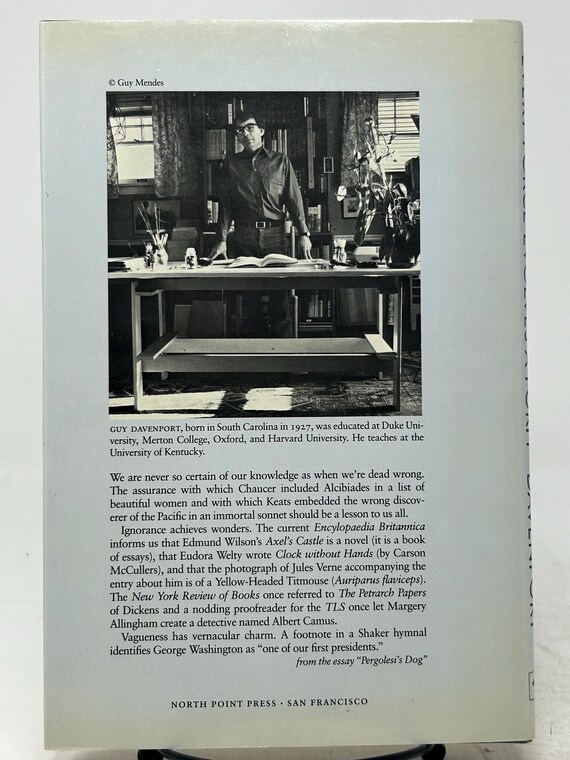 © Guy Mendes
GUY DAVENPORT, born in South Carolina in 1927, was educated at Duke Uni-
versity, Merton College, Oxford, and Harvard University. He teaches at the
University of Kentucky.
We are never so certain of our knowledge as when we're dead wrong.
The assurance with which Chaucer included Alcibiades in a list of
beautiful women and with which Keats embedded the wrong discov-
erer of the Pacific in an immortal sonnet should be a lesson to us all.
Ignorance achieves wonders. The current Encyclopaedia Britannica
informs us that Edmund Wilson's Axel's Castle is a novel (it is a book
of essays), that Eudora Welty wrote Clock without Hands (by Carson
McCullers), and that the photograph of Jules Verne accompanying the
entry about him is of a Yellow-Headed Titmouse (Auriparus flaviceps).
The New York Review of Books once referred to The Petrarch Papers
of Dickens and a nodding proofreader for the TLS once let Margery
Allingham create a detective named Albert Camus.
Vagueness has vernacular charm. A footnote in a Shaker hymnal
identifies George Washington as "one of our first presidents."
from the essay "Pergolesi's Dog"
NORTH POINT PRESS · SAN FRANCISCO
DAVENPORT